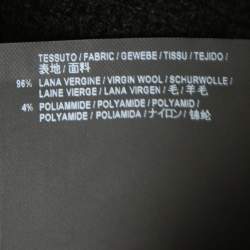 TESSUTO / FABRIC / GEWEBE / TISSU / TEJIDO /
表地 / 面料
96% LANA VERGINE / VIRGIN WOOL / SCHURWOLLE /
LAINE VIERGE / LANA VIRGEN / 毛 / 羊毛
4% POLIAMMIDE / POLYAMIDE / POLYAMID /
POLYAMIDE / POLIAMIDA / ナイロン / 锦纶